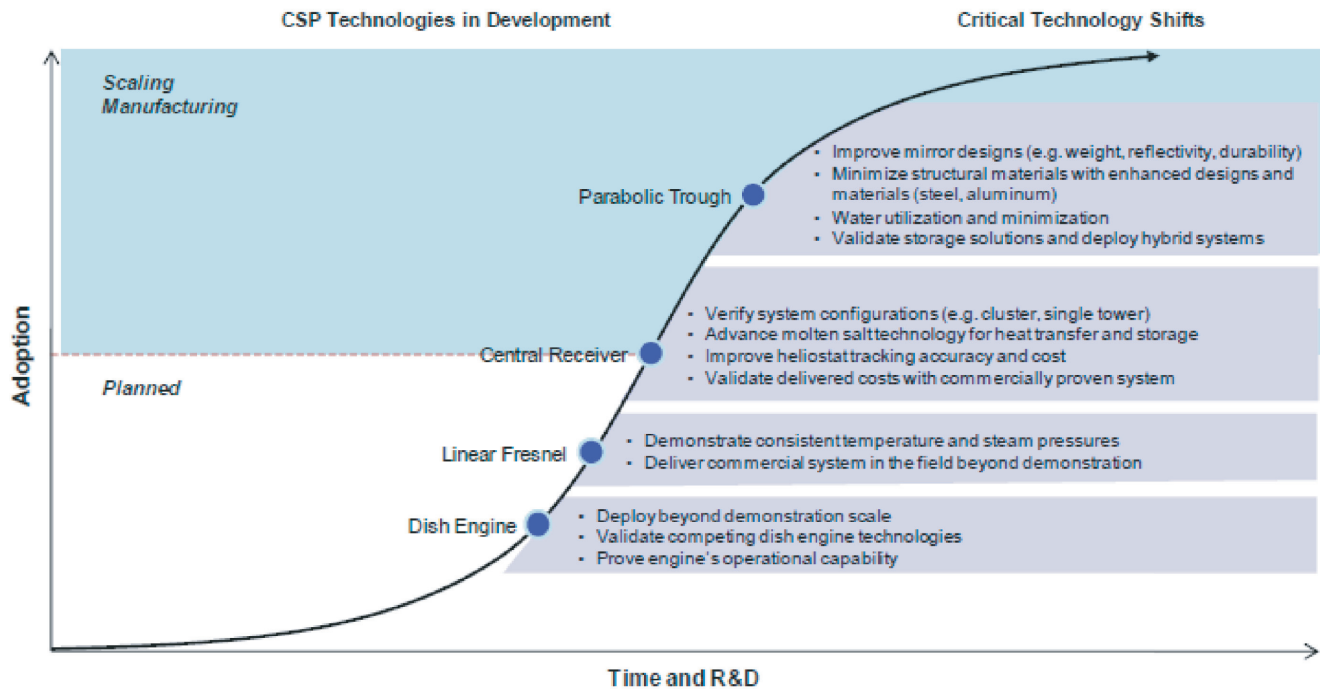 CSP Technologies in Development
Critical Technology Shifts
Scaling
Manufacturing
Parabolic Trough
• Improve mirror designs (e.g. weight, reflectivity, durability)
• Minimize structural materials with enhanced designs and
materials (steel, aluminum)
• Water utilization and minimization
• Validate storage solutions and deploy hybrid systems
Adoption
Central Receiver
• Verify system configurations (e.g. cluster, single tower)
• Advance molten salt technology for heat transfer and storage
• Improve heliostat tracking accuracy and cost
• Validate delivered costs with commercially proven system
Planned
Linear Fresnel
• Demonstrate consistent temperature and steam pressures
• Deliver commercial system in the field beyond demonstration
Dish Engine
• Deploy beyond demonstration scale
• Validate competing dish engine technologies
• Prove engine's operational capability
Time and R&D